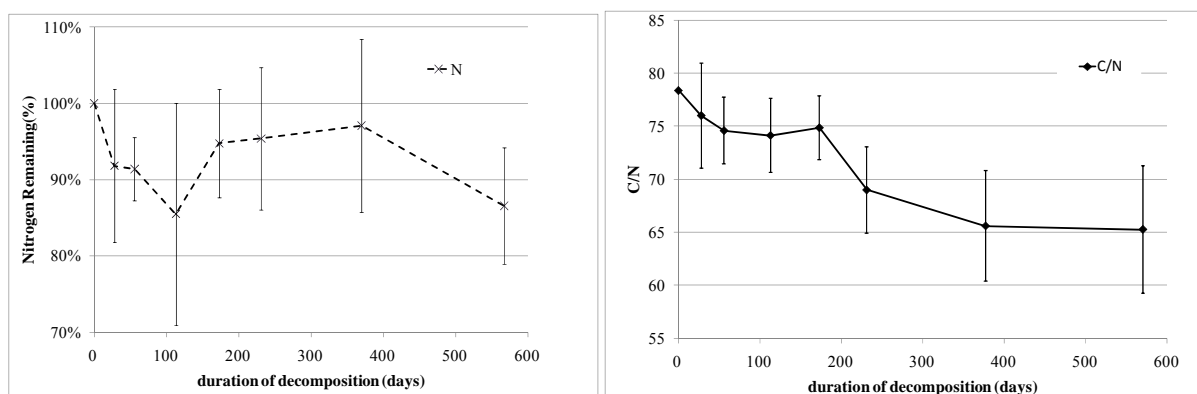 110%
100%
90%
80%
70%
Nitrogen Remaining(%)
N
0 100 200 300 400 500 600
duration of decomposition (days)
85
80
75
70
65
60
55
C/N
C/N
0 100 200 300 400 500 600
duration of decomposition (days)